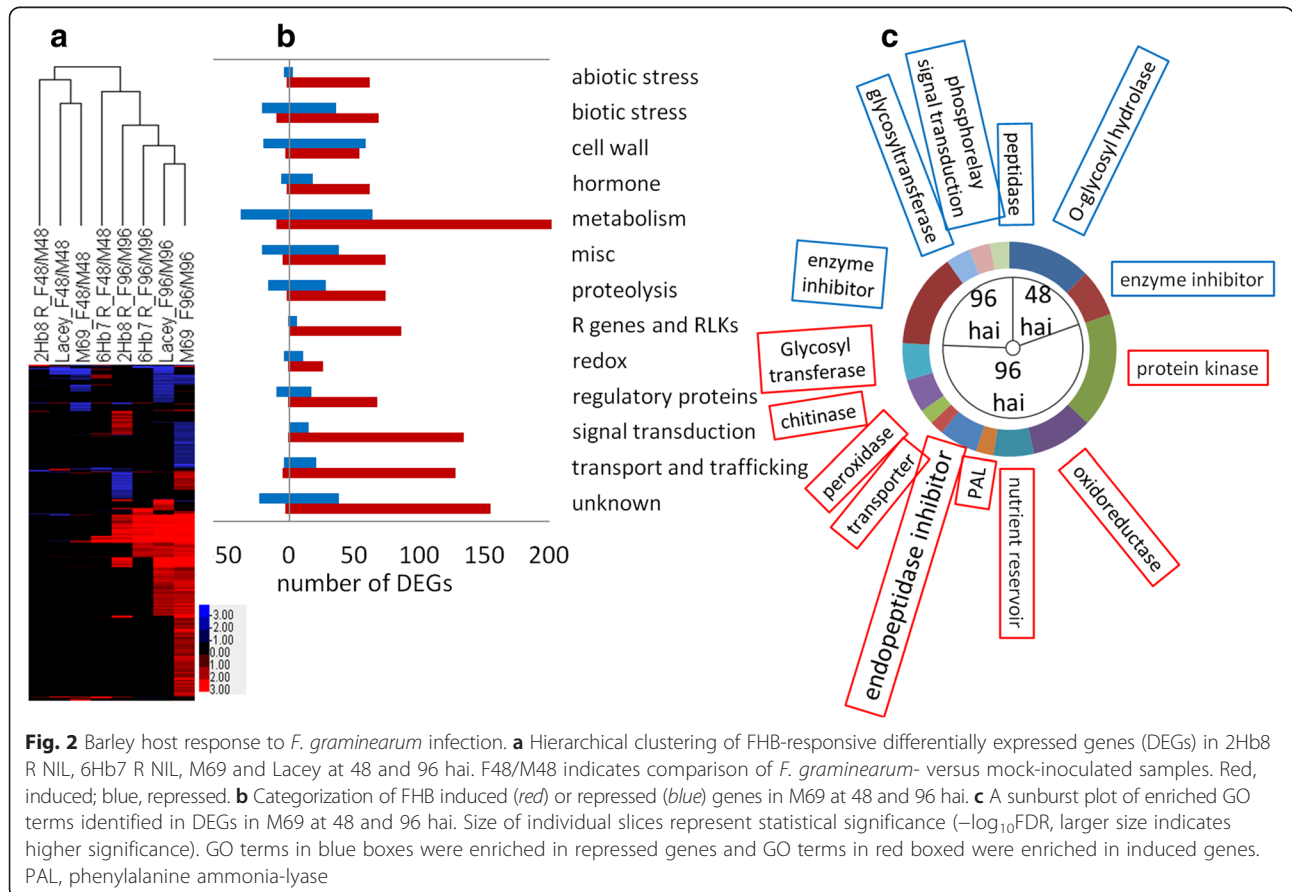 a
b
c
2Hb8 R_F48/M48
Lacey_F48/M48
M69_F48/M48
6Hb7 R_F48/M48
2Hb8 R_F96/M96
6Hb7 R_F96/M96
Lacey_F96/M96
M69_F96/M96
-3.00
-2.00
-1.00
0.00
1.00
2.00
3.00
abiotic stress
biotic stress
cell wall
hormone
metabolism
misc
proteolysis
R genes and RLKs
redox
regulatory proteins
signal transduction
transport and trafficking
unknown
50 0 50 100 150 200
number of DEGs
glycosyltransferase
phosphorelay
signal transduction
peptidase
O-glycosyl hydrolase
enzyme
inhibitor
enzyme inhibitor
96
hai
48
hai
96
hai
Glycosyl
transferase
protein kinase
chitinase
peroxidase
transporter
endopeptidase inhibitor
PAL
nutrient reservoir
oxidoreductase
Fig. 2 Barley host response to F. graminearum infection. a Hierarchical clustering of FHB-responsive differentially expressed genes (DEGs) in 2Hb8
R NIL, 6Hb7 R NIL, M69 and Lacey at 48 and 96 hai. F48/M48 indicates comparison of F. graminearum- versus mock-inoculated samples. Red,
induced; blue, repressed. b Categorization of FHB induced (red) or repressed (blue) genes in M69 at 48 and 96 hai. c A sunburst plot of enriched GO
terms identified in DEGs in M69 at 48 and 96 hai. Size of individual slices represent statistical significance (−log₁₀FDR, larger size indicates
higher significance). GO terms in blue boxes were enriched in repressed genes and GO terms in red boxed were enriched in induced genes.
PAL, phenylalanine ammonia-lyase